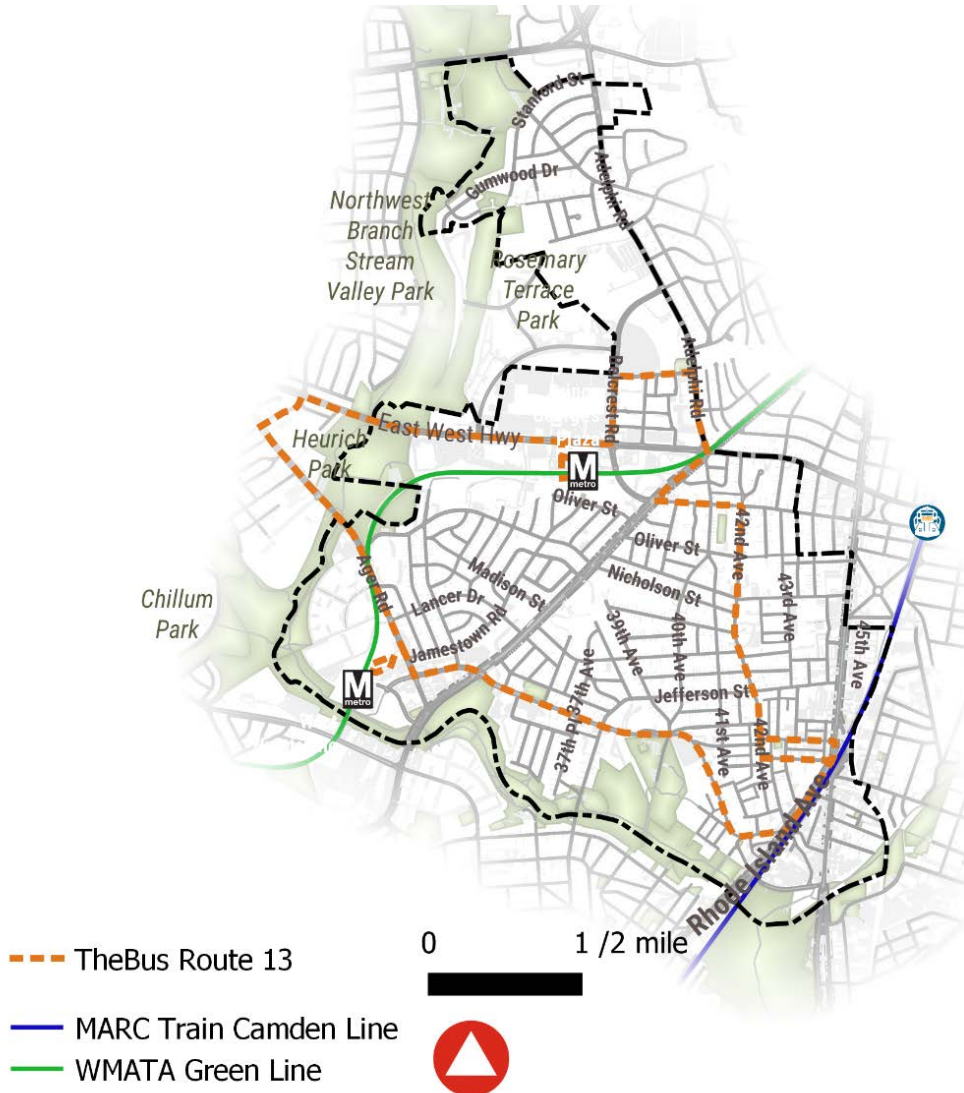 Stanford St
Adelphi Rd
Gumwood Dr
Northwest
Branch
Stream
Valley Park
Rosemary
Terrace
Park
Adelphi Rd
Belcrest Rd
East West Hwy
Plaza
Heurich
Park
M
metro
Oliver St
42nd Ave
Oliver St
Madison St
Nicholson St
43rd Ave
Ager Rd
Lancer Dr
Chillum
Park
39th Ave
40th Ave
45th Ave
Jamestown Rd
M
metro
37th Ave
Jefferson St
37th Pl
41st Ave
42nd Ave
Rhode Island Ave
0
1 /2 mile
TheBus Route 13
MARC Train Camden Line
WMATA Green Line